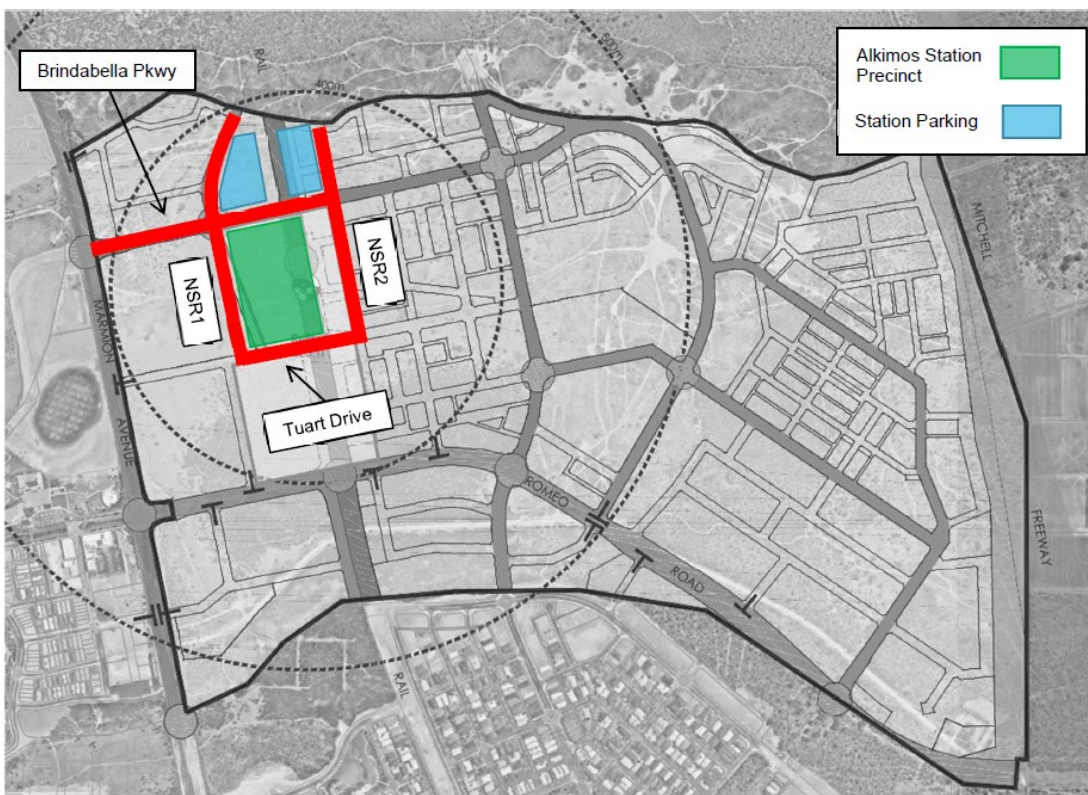 Brindabella Pkwy
RAIL
400m
600m
Alkimos Station
Precinct
Station Parking
NSR1
NSR2
MITCHELL
FREEWAY
MARMION
AVENUE
Tuart Drive
ROMEO
ROAD
RAIL